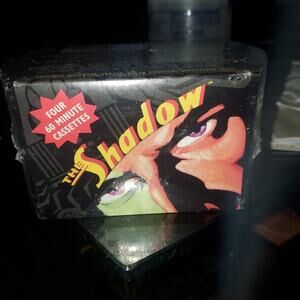 FOUR
60 MINUTE
CASSETTES
THE Shadow